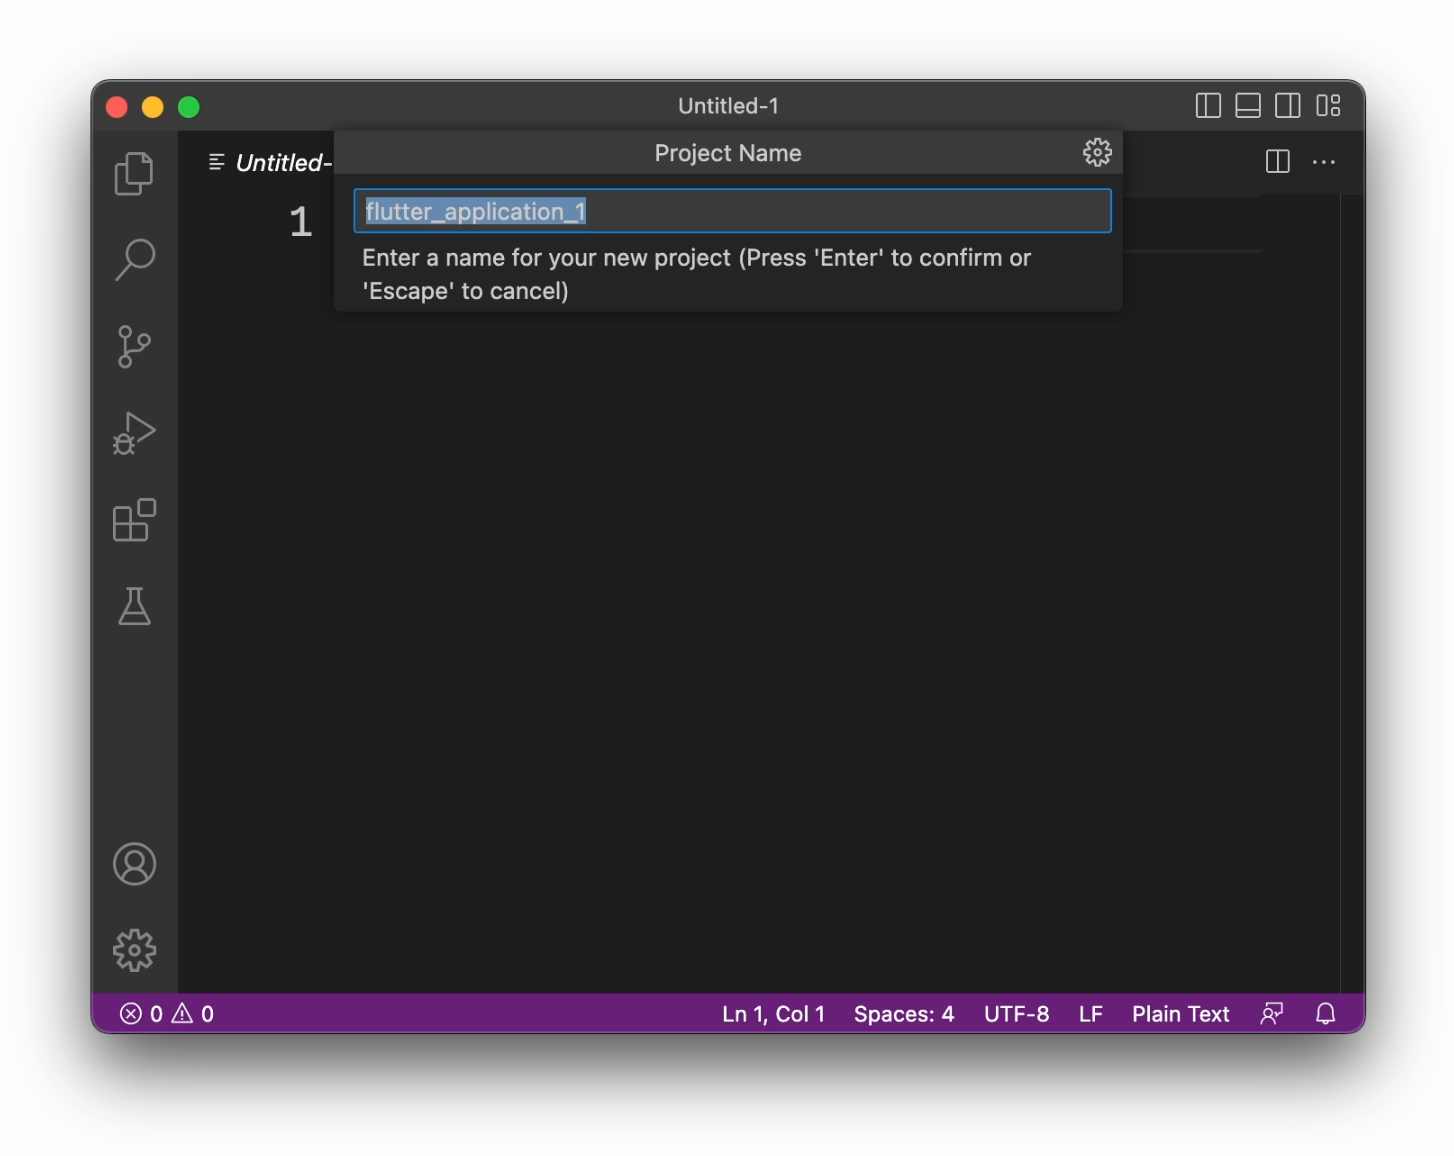 Untitled-1
Untitled-
Project Name
1
flutter_application_1
Enter a name for your new project (Press 'Enter' to confirm or
'Escape' to cancel)
0 0 Ln 1, Col 1 Spaces: 4 UTF-8 LF Plain Text